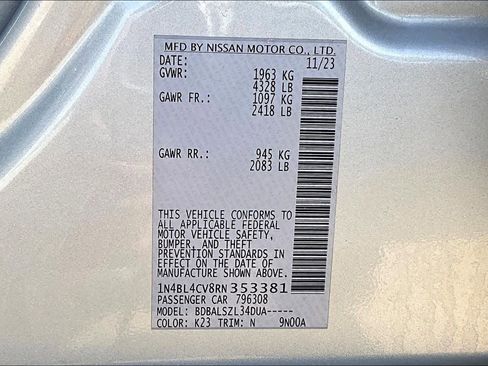 MFD BY NISSAN MOTOR CO., LTD.
DATE: 11/23
GVWR: 1963 KG
4328 LB
GAWR FR.: 1097 KG
2418 LB
GAWR RR.: 945 KG
2083 LB
THIS VEHICLE CONFORMS TO
ALL APPLICABLE FEDERAL
MOTOR VEHICLE SAFETY,
BUMPER, AND THEFT
PREVENTION STANDARDS
IN EFFECT ON THE DATE OF
MANUFACTURE SHOWN ABOVE.
1N4BL4CV8RN353381
PASSENGER CAR 796308
MODEL: BDBALSZL34DUA-----
COLOR: K23 TRIM: N 9N00A